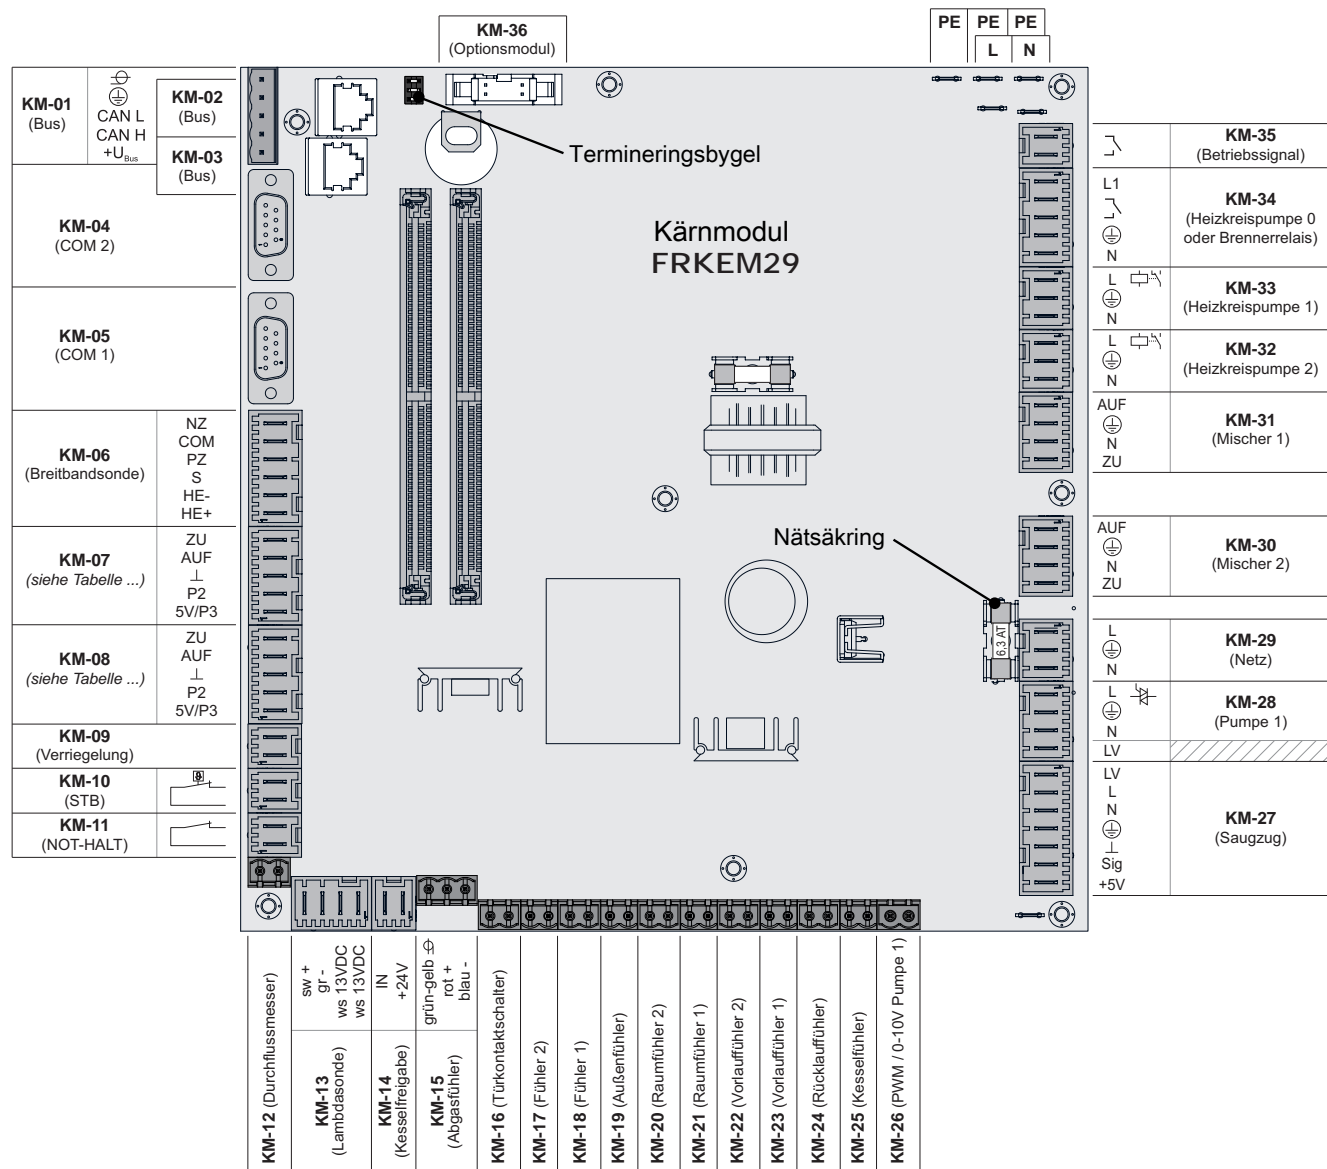 KM-36
(Optionsmodul)
PE PE PE
L N
KM-01
(Bus)
CAN L
CAN H
+U Bus
KM-02
(Bus)
KM-03
(Bus)
KM-04
(COM 2)
KM-05
(COM 1)
KM-06
(Breitbandsonde)
NZ
COM
PZ
S
HE-
HE+
KM-07
(siehe Tabelle ...)
ZU
AUF
⊥
P2
5V/P3
KM-08
(siehe Tabelle ...)
ZU
AUF
⊥
P2
5V/P3
KM-09
(Verriegelung)
KM-10
(STB)
KM-11
(NOT-HALT)
Termineringsbygel
Kärnmodul
FRKEM29
Nätsäkring
6,3 AT
KM-35
(Betriebssignal)
L1
N
KM-34
(Heizkreispumpe 0
oder Brennerrelais)
L
N
KM-33
(Heizkreispumpe 1)
L
N
KM-32
(Heizkreispumpe 2)
AUF
N
ZU
KM-31
(Mischer 1)
AUF
N
ZU
KM-30
(Mischer 2)
L
N
KM-29
(Netz)
L
N
LV
KM-28
(Pumpe 1)
LV
L
N
⊥
Sig
+5V
KM-27
(Saugzug)
KM-12 (Durchflussmesser)
sw +
gr -
ws 13VDC
ws 13VDC
KM-13
(Lambdasonde)
IN
+24V
KM-14
(Kesselfreigabe)
grün-gelb
rot +
blau -
KM-15
(Abgasfühler)
KM-16 (Türkontaktschalter)
KM-17 (Fühler 2)
KM-18 (Fühler 1)
KM-19 (Außenfühler)
KM-20 (Raumfühler 2)
KM-21 (Raumfühler 1)
KM-22 (Vorlauffühler 2)
KM-23 (Vorlauffühler 1)
KM-24 (Rücklauffühler)
KM-25 (Kesselfühler)
KM-26 (PWM / 0-10V Pumpe 1)